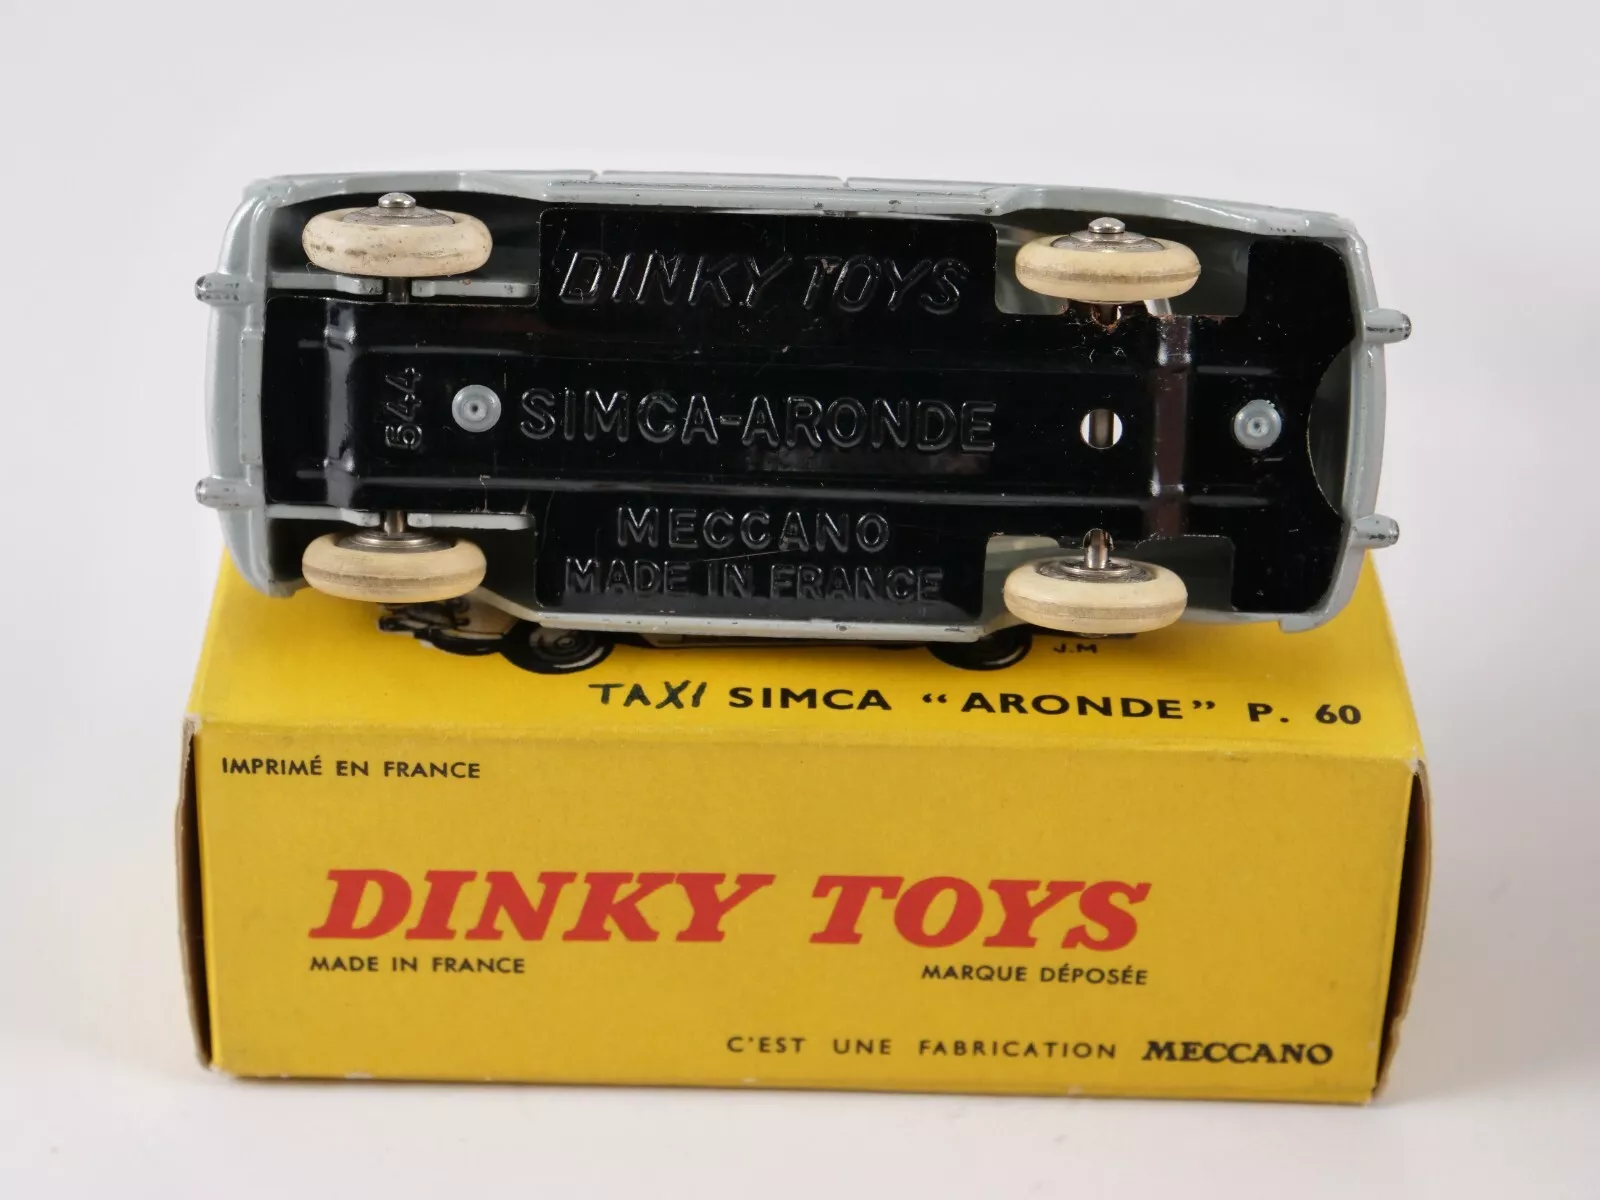 DINKY TOYS
544
SIMCA-ARONDE
MECCANO
MADE IN FRANCE
J.M
TAXI SIMCA “ARONDE” P. 60
IMPRIMÉ EN FRANCE
DINKY TOYS
MADE IN FRANCE
MARQUE DÉPOSÉE
C'EST UNE FABRICATION MECCANO